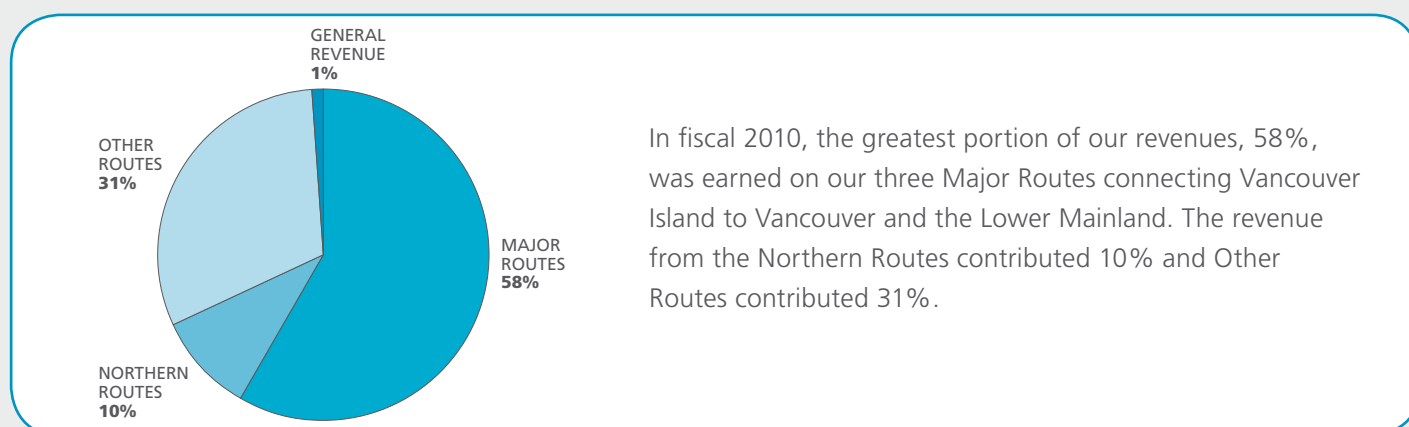 GENERAL
REVENUE
1%
OTHER
ROUTES
31%
MAJOR
ROUTES
58%
NORTHERN
ROUTES
10%
In fiscal 2010, the greatest portion of our revenues, 58%,
was earned on our three Major Routes connecting Vancouver
Island to Vancouver and the Lower Mainland. The revenue
from the Northern Routes contributed 10% and Other
Routes contributed 31%.